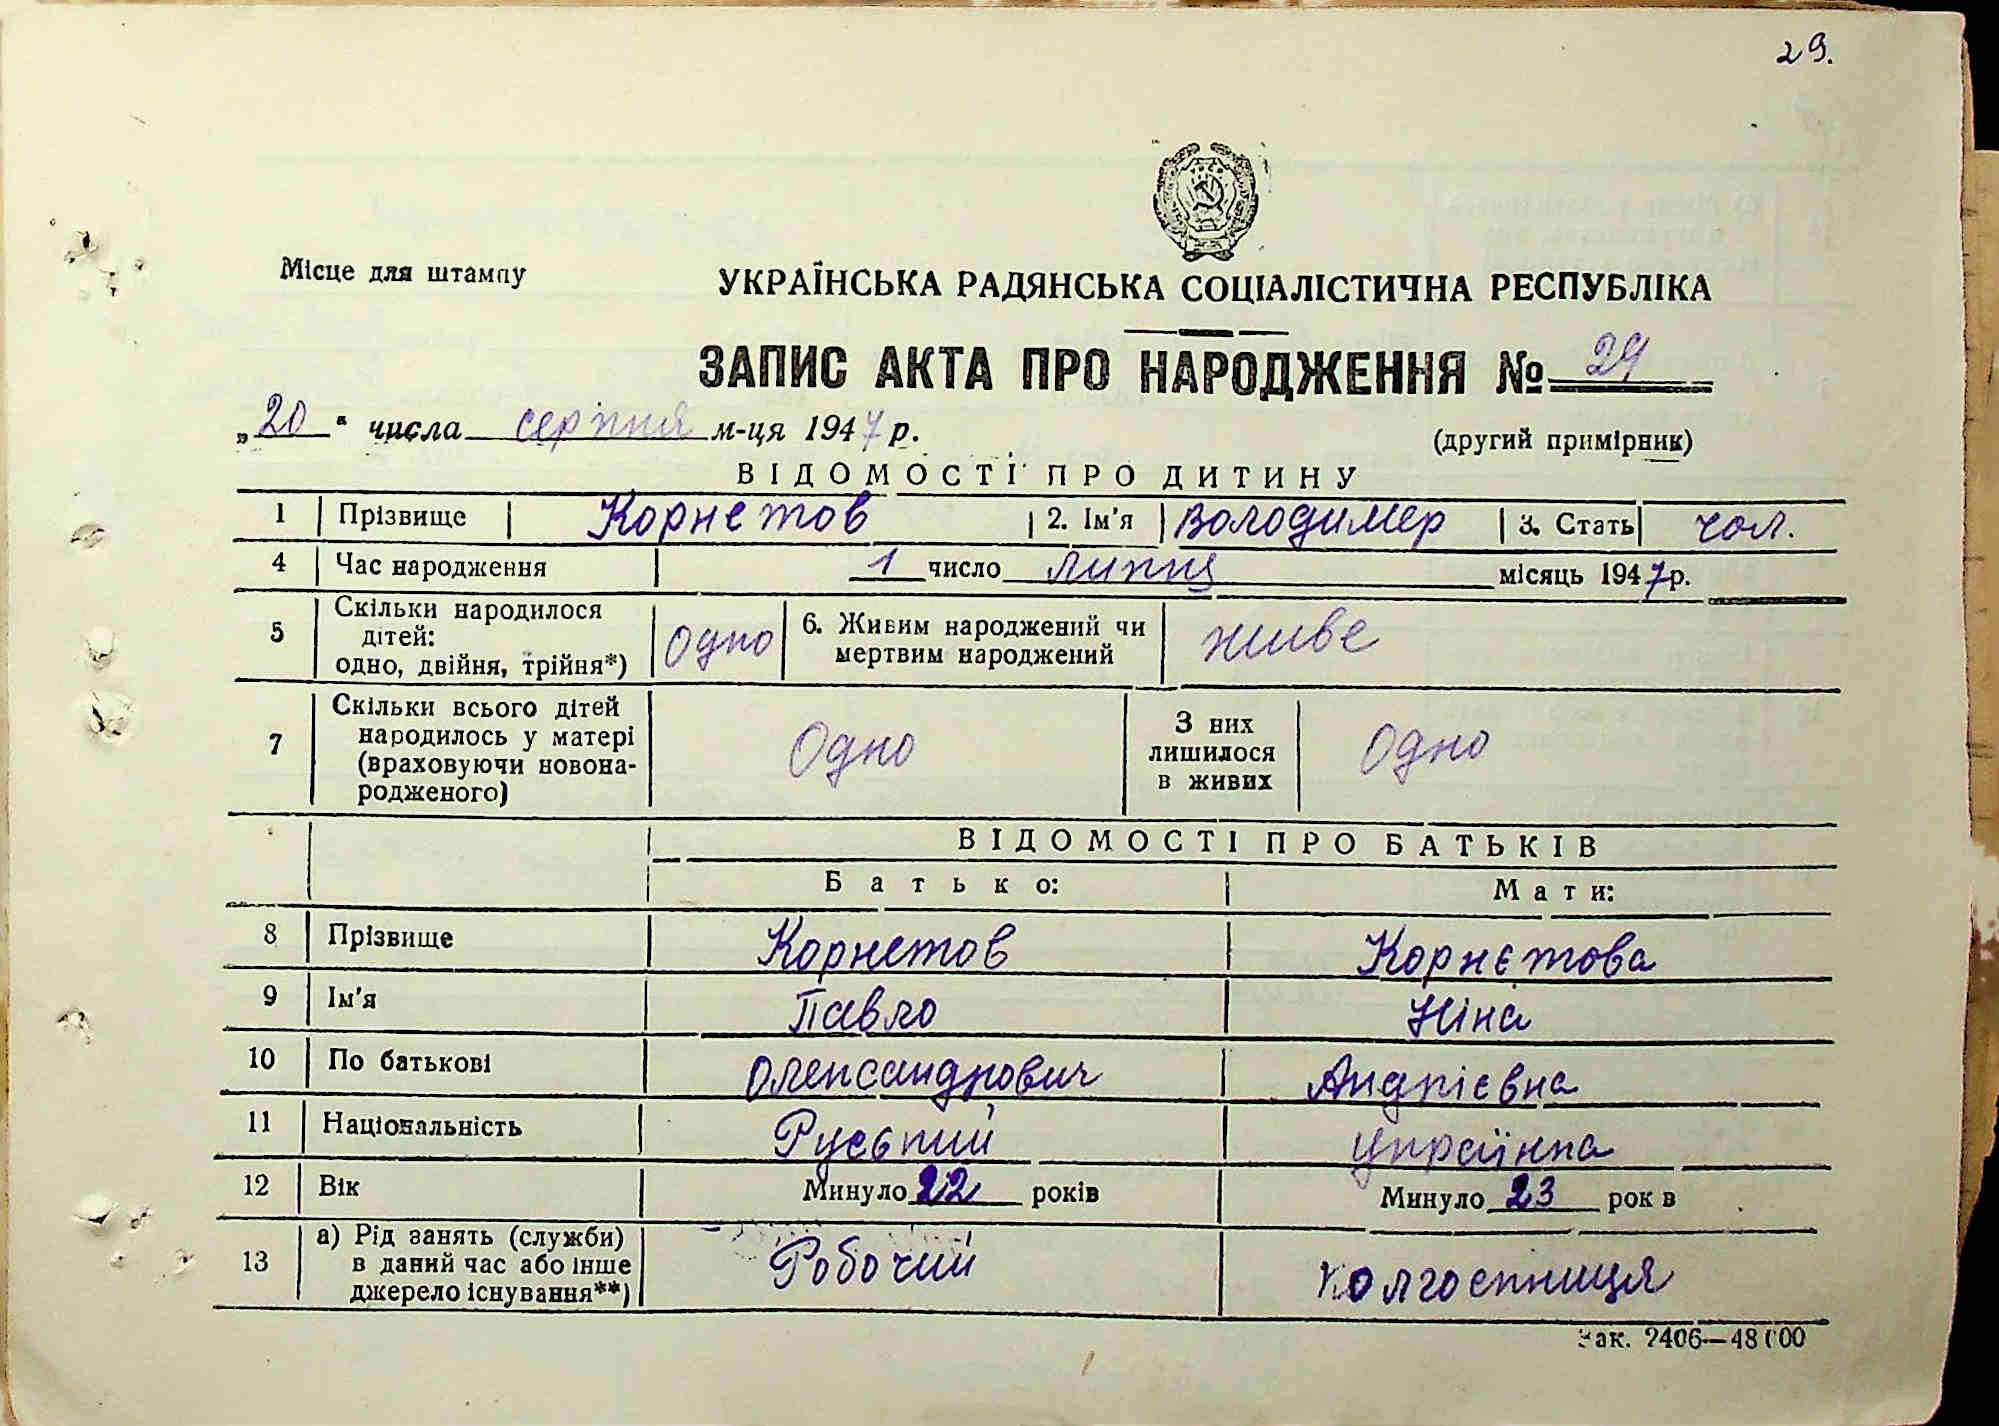 29.
УРСР
Місце для штампу
УКРАЇНСЬКА РАДЯНСЬКА СОЦІАЛІСТИЧНА РЕСПУБЛІКА
ЗАПИС АКТА ПРО НАРОДЖЕННЯ № 29
„20“ числа серпня м-ця 1947 р.
(другий примірник)
ВІДОМОСТІ ПРО ДИТИНУ
1 Прізвище Корнетов 2. Ім'я Володимер 3. Стать чол.
4 Час народження 1 число липня місяць 1947 р.
5 Скільки народилося дітей: одно, двійня, трійня*) Одно 6. Живим народжений чи мертвим народжений живе
7 Скільки всього дітей народилось у матері (враховуючи новонародженого) Одно З них лишилося в живих Одно
ВІДОМОСТІ ПРО БАТЬКІВ
Батько: Мати:
8 Прізвище Корнетов Корнєтова
9 Ім'я Павло Ніна
10 По батькові Олександрович Андрієвна
11 Національність Руський Українка
12 Вік Минуло 22 років Минуло 23 рок в
13 а) Рід занять (служби) в даний час або інше джерело існування**) Робочий Колгоспниця
Зак. 2406—48000